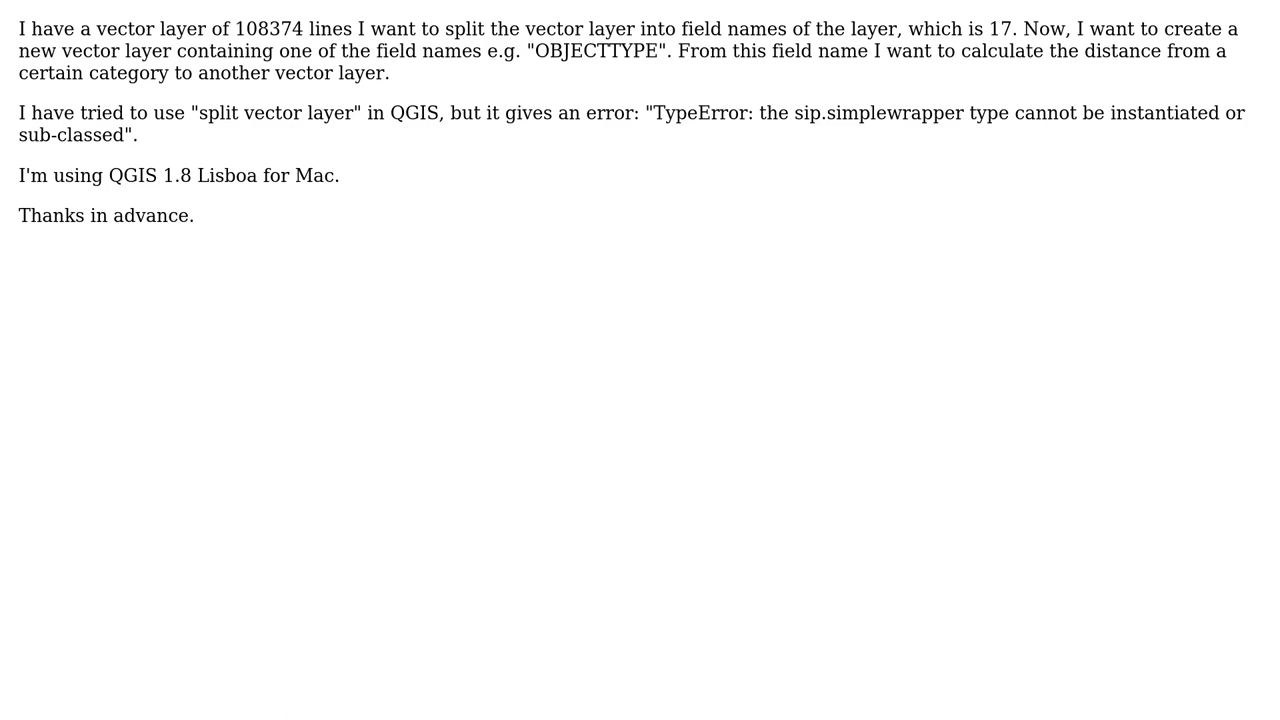 I have a vector layer of 108374 lines I want to split the vector layer into field names of the layer, which is 17. Now, I want to create a
new vector layer containing one of the field names e.g. "OBJECTTYPE". From this field name I want to calculate the distance from a
certain category to another vector layer.
I have tried to use "split vector layer" in QGIS, but it gives an error: "TypeError: the sip.simplewrapper type cannot be instantiated or
sub-classed".
I'm using QGIS 1.8 Lisboa for Mac.
Thanks in advance.